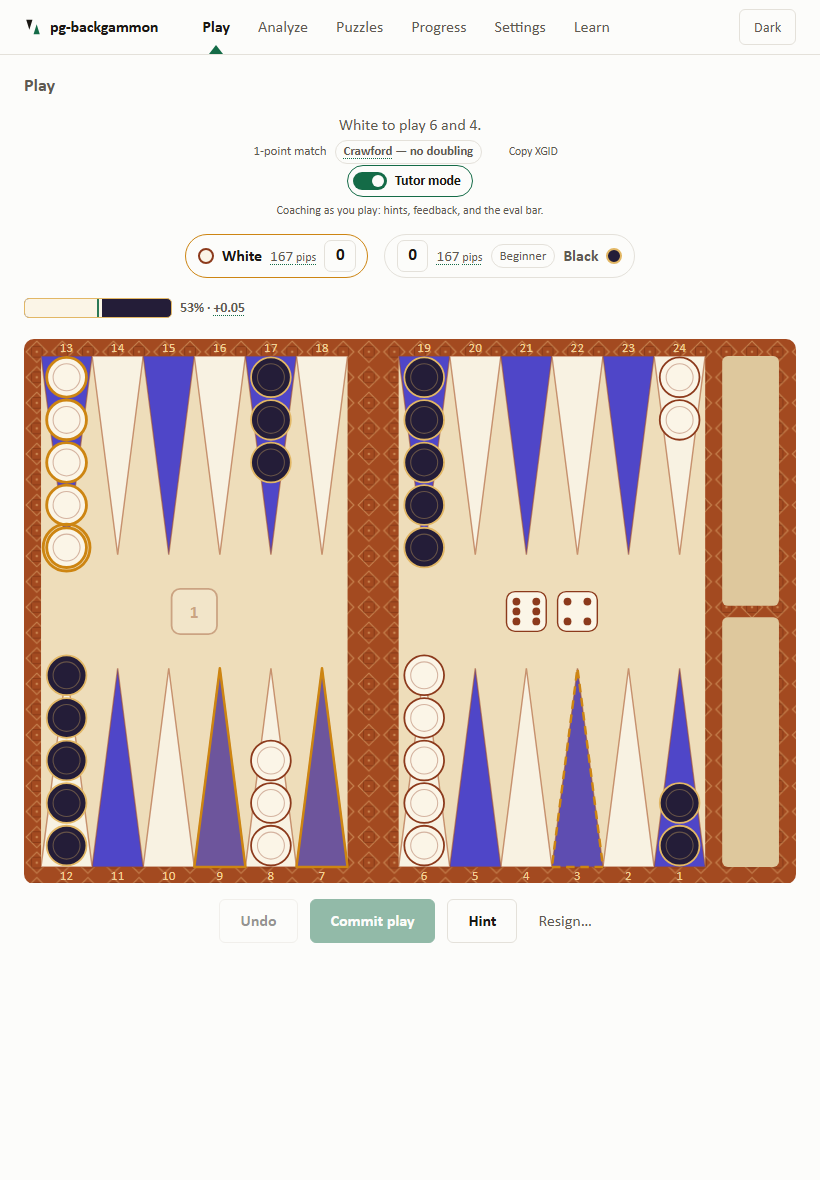 pg-backgammon Play Analyze Puzzles Progress Settings Learn Dark
Play
White to play 6 and 4.
1-point match Crawford — no doubling Copy XGID
Tutor mode
Coaching as you play: hints, feedback, and the eval bar.
White 167 pips 0 0 167 pips Beginner Black
53% · +0.05
13 14 15 16 17 18 19 20 21 22 23 24
1
12 11 10 9 8 7 6 5 4 3 2 1
Undo Commit play Hint Resign...